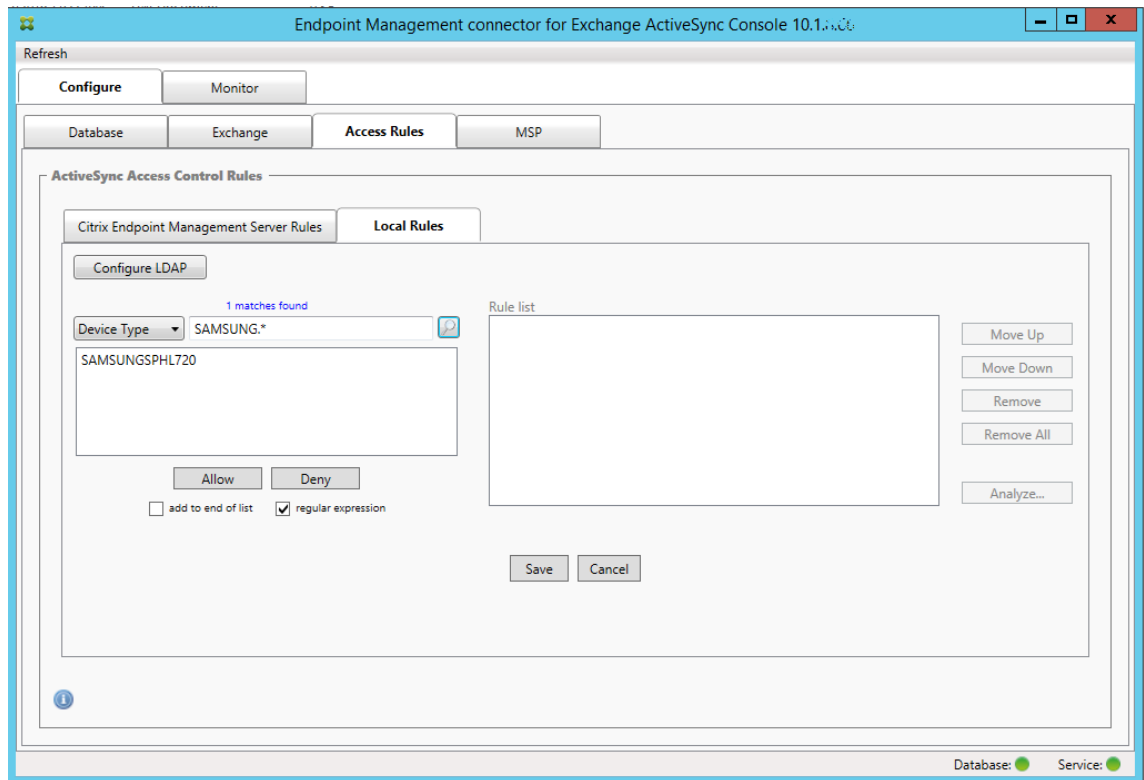 Endpoint Management connector for Exchange ActiveSync Console
Refresh
Configure Monitor
Database Exchange Access Rules MSP
ActiveSync Access Control Rules
Citrix Endpoint Management Server Rules Local Rules
Configure LDAP
1 matches found
Device Type SAMSUNG.*
SAMSUNGSPHL720
Allow Deny
add to end of list regular expression
Rule list
Move Up
Move Down
Remove
Remove All
Analyze...
Save Cancel
Database: Service: